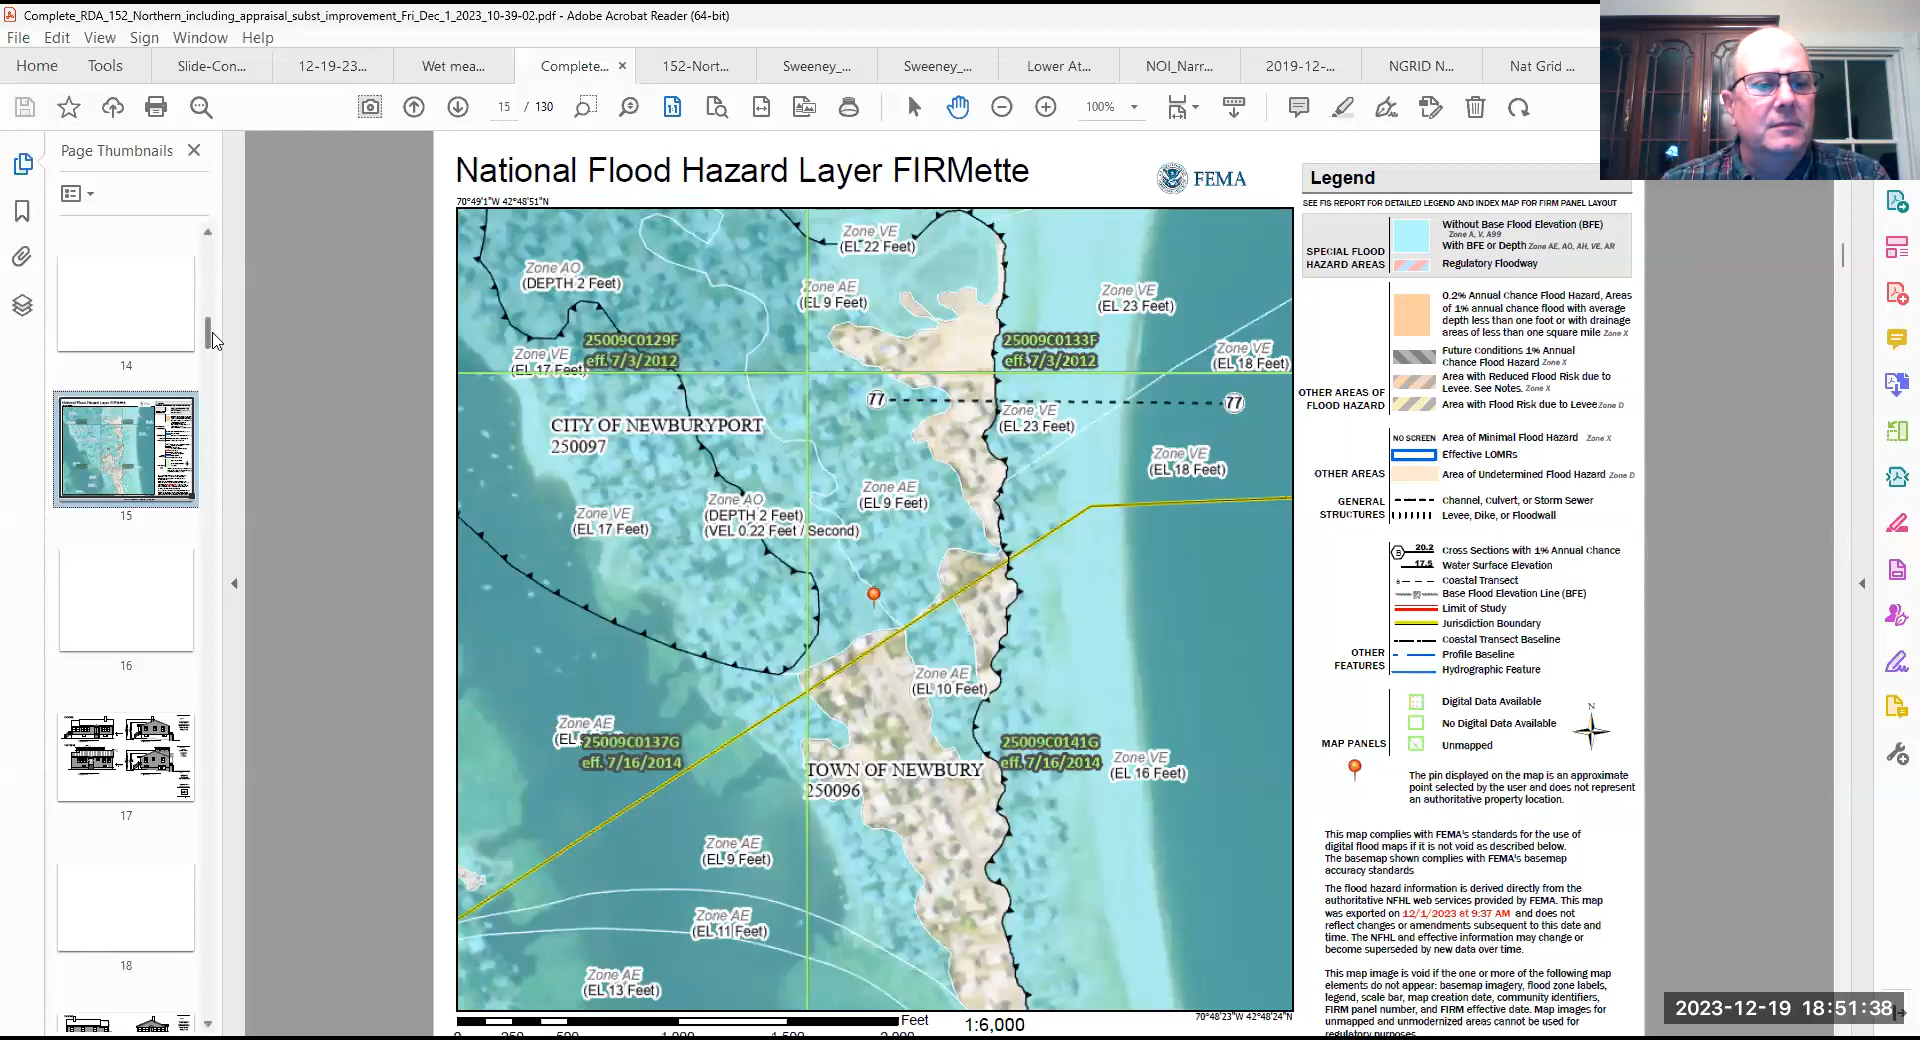 Complete_RDA_152_Northern_including_appraisal_subst_improvement_Fri_Dec_1_2023_10-39-02.pdf - Adobe Acrobat Reader (64-bit)
File Edit View Sign Window Help
Home Tools Slide-Con... 12-19-23... Wet mea... Complete... × 152-Nort... Sweeney_... Sweeney_... Lower At... NOI_Narr... 2019-12-... NGRID N... Nat Grid ...
15 / 130 100%
Page Thumbnails
14
15
16
17
18
National Flood Hazard Layer FIRMette
FEMA
70°49'1"W 42°48'51"N
Zone VE
(EL 22 Feet)
Zone AO
(DEPTH 2 Feet)
Zone AE
(EL 9 Feet)
Zone VE
(EL 23 Feet)
25009C0129F
eff. 7/3/2012
25009C0133F
eff. 7/3/2012
Zone VE
(EL 17 Feet)
Zone VE
(EL 18 Feet)
77
77
Zone VE
(EL 23 Feet)
CITY OF NEWBURYPORT
250097
Zone VE
(EL 18 Feet)
Zone AE
(EL 9 Feet)
Zone AO
(DEPTH 2 Feet)
(VEL 0.22 Feet / Second)
Zone VE
(EL 17 Feet)
Zone AE
(EL 10 Feet)
Zone AE
(EL
25009C0137G
eff. 7/16/2014
25009C0141G
eff. 7/16/2014
Zone VE
(EL 16 Feet)
TOWN OF NEWBURY
250096
Zone AE
(EL 9 Feet)
Zone AE
(EL 11 Feet)
Zone AE
(EL 13 Feet)
Feet
1:6,000
70°48'23"W 42°48'24"N
0 250 500 1,000 1,500 2,000
Legend
SEE FIS REPORT FOR DETAILED LEGEND AND INDEX MAP FOR FIRM PANEL LAYOUT
SPECIAL FLOOD
HAZARD AREAS
Without Base Flood Elevation (BFE)
Zone A, V, A99
With BFE or Depth Zone AE, AO, AH, VE, AR
Regulatory Floodway
0.2% Annual Chance Flood Hazard, Areas
of 1% annual chance flood with average
depth less than one foot or with drainage
areas of less than one square mile Zone X
Future Conditions 1% Annual
Chance Flood Hazard Zone X
Area with Reduced Flood Risk due to
Levee. See Notes. Zone X
Area with Flood Risk due to Levee Zone D
OTHER AREAS OF
FLOOD HAZARD
NO SCREEN Area of Minimal Flood Hazard Zone X
Effective LOMRs
OTHER AREAS
Area of Undetermined Flood Hazard Zone D
GENERAL
STRUCTURES
Channel, Culvert, or Storm Sewer
Levee, Dike, or Floodwall
B 20.2 Cross Sections with 1% Annual Chance
17.5 Water Surface Elevation
8 Coastal Transect
Base Flood Elevation Line (BFE)
Limit of Study
Jurisdiction Boundary
Coastal Transect Baseline
OTHER
FEATURES
Profile Baseline
Hydrographic Feature
Digital Data Available
No Digital Data Available
Unmapped
MAP PANELS
N
The pin displayed on the map is an approximate
point selected by the user and does not represent
an authoritative property location.
This map complies with FEMA's standards for the use of
digital flood maps if it is not void as described below.
The basemap shown complies with FEMA's basemap
accuracy standards
The flood hazard information is derived directly from the
authoritative NFHL web services provided by FEMA. This map
was exported on 12/1/2023 at 9:37 AM and does not
reflect changes or amendments subsequent to this date and
time. The NFHL and effective information may change or
become superseded by new data over time.
This map image is void if the one or more of the following map
elements do not appear: basemap imagery, flood zone labels,
legend, scale bar, map creation date, community identifiers,
FIRM panel number, and FIRM effective date. Map images for
unmapped and unmodernized areas cannot be used for
regulatory purposes.
2023-12-19 18:51:38